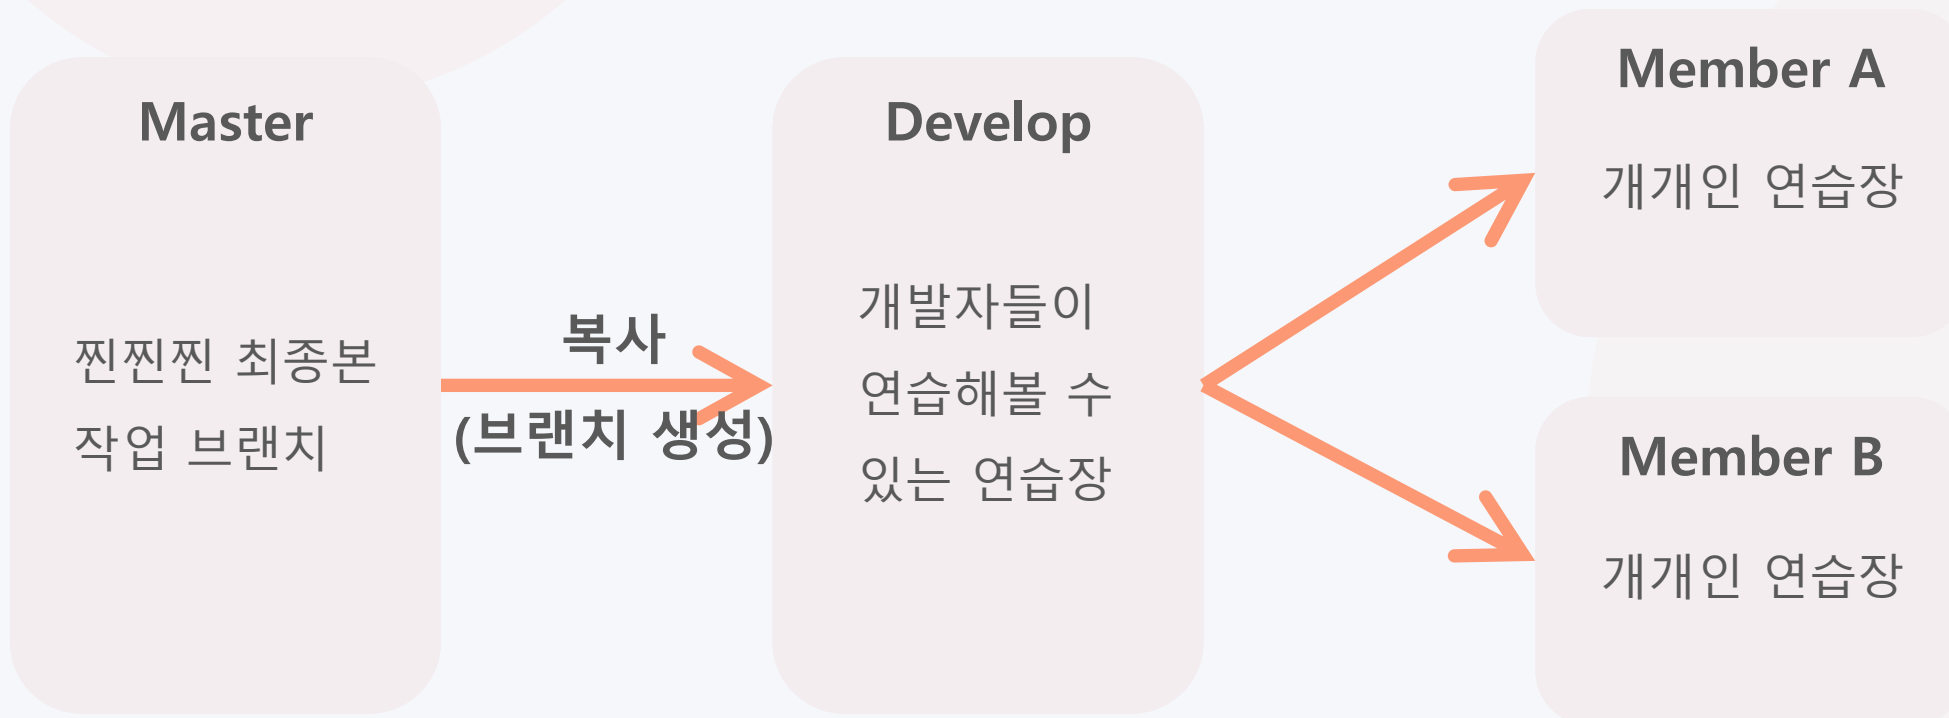 Master
찐찐찐 최종본
작업 브랜치
복사
(브랜치 생성)
Develop
개발자들이
연습해볼 수
있는 연습장
Member A
개개인 연습장
Member B
개개인 연습장